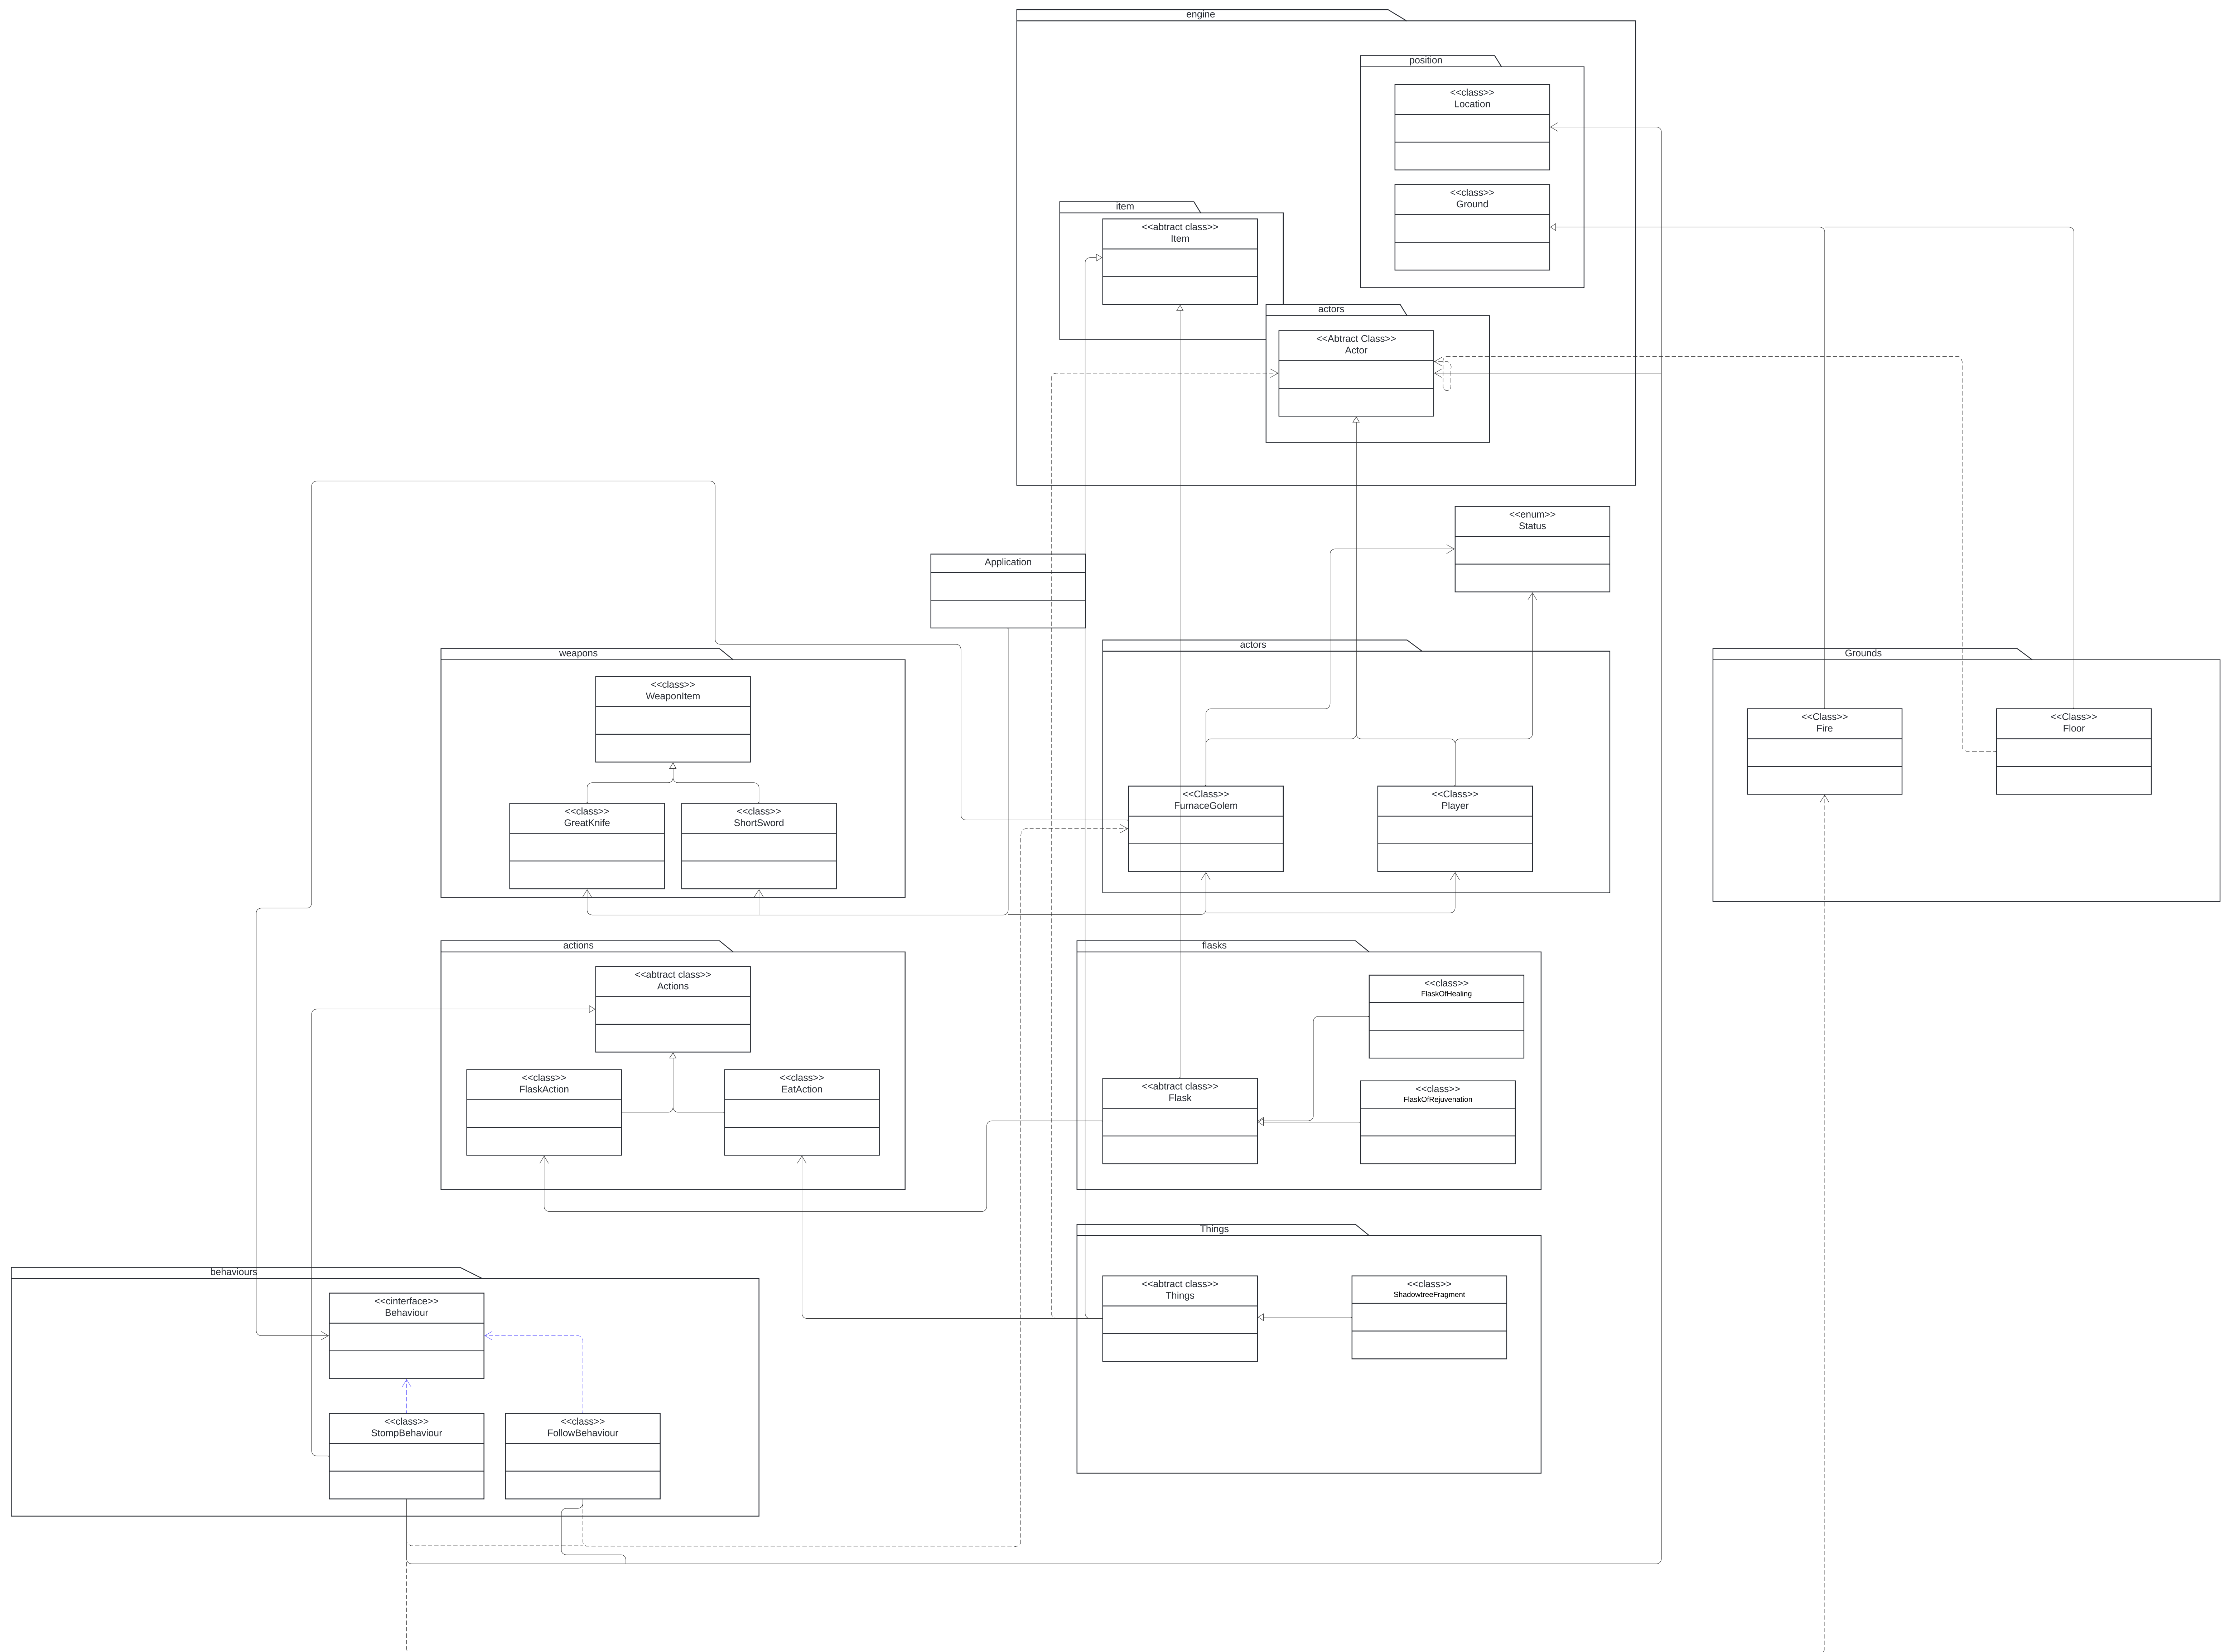 engine
position
<<class>>
Location
<<class>>
Ground
item
<<abtract class>>
Item
actors
<<Abtract Class>>
Actor
<<enum>>
Status
Application
weapons
<<class>>
WeaponItem
<<class>>
GreatKnife
<<class>>
ShortSword
actors
<<Class>>
FurnaceGolem
<<Class>>
Player
Grounds
<<Class>>
Fire
<<Class>>
Floor
actions
<<abtract class>>
Actions
<<class>>
FlaskAction
<<class>>
EatAction
flasks
<<class>>
FlaskOfHealing
<<abtract class>>
Flask
<<class>>
FlaskOfRejuvenation
Things
<<abtract class>>
Things
<<class>>
ShadowtreeFragment
behaviours
<<cinterface>>
Behaviour
<<class>>
StompBehaviour
<<class>>
FollowBehaviour